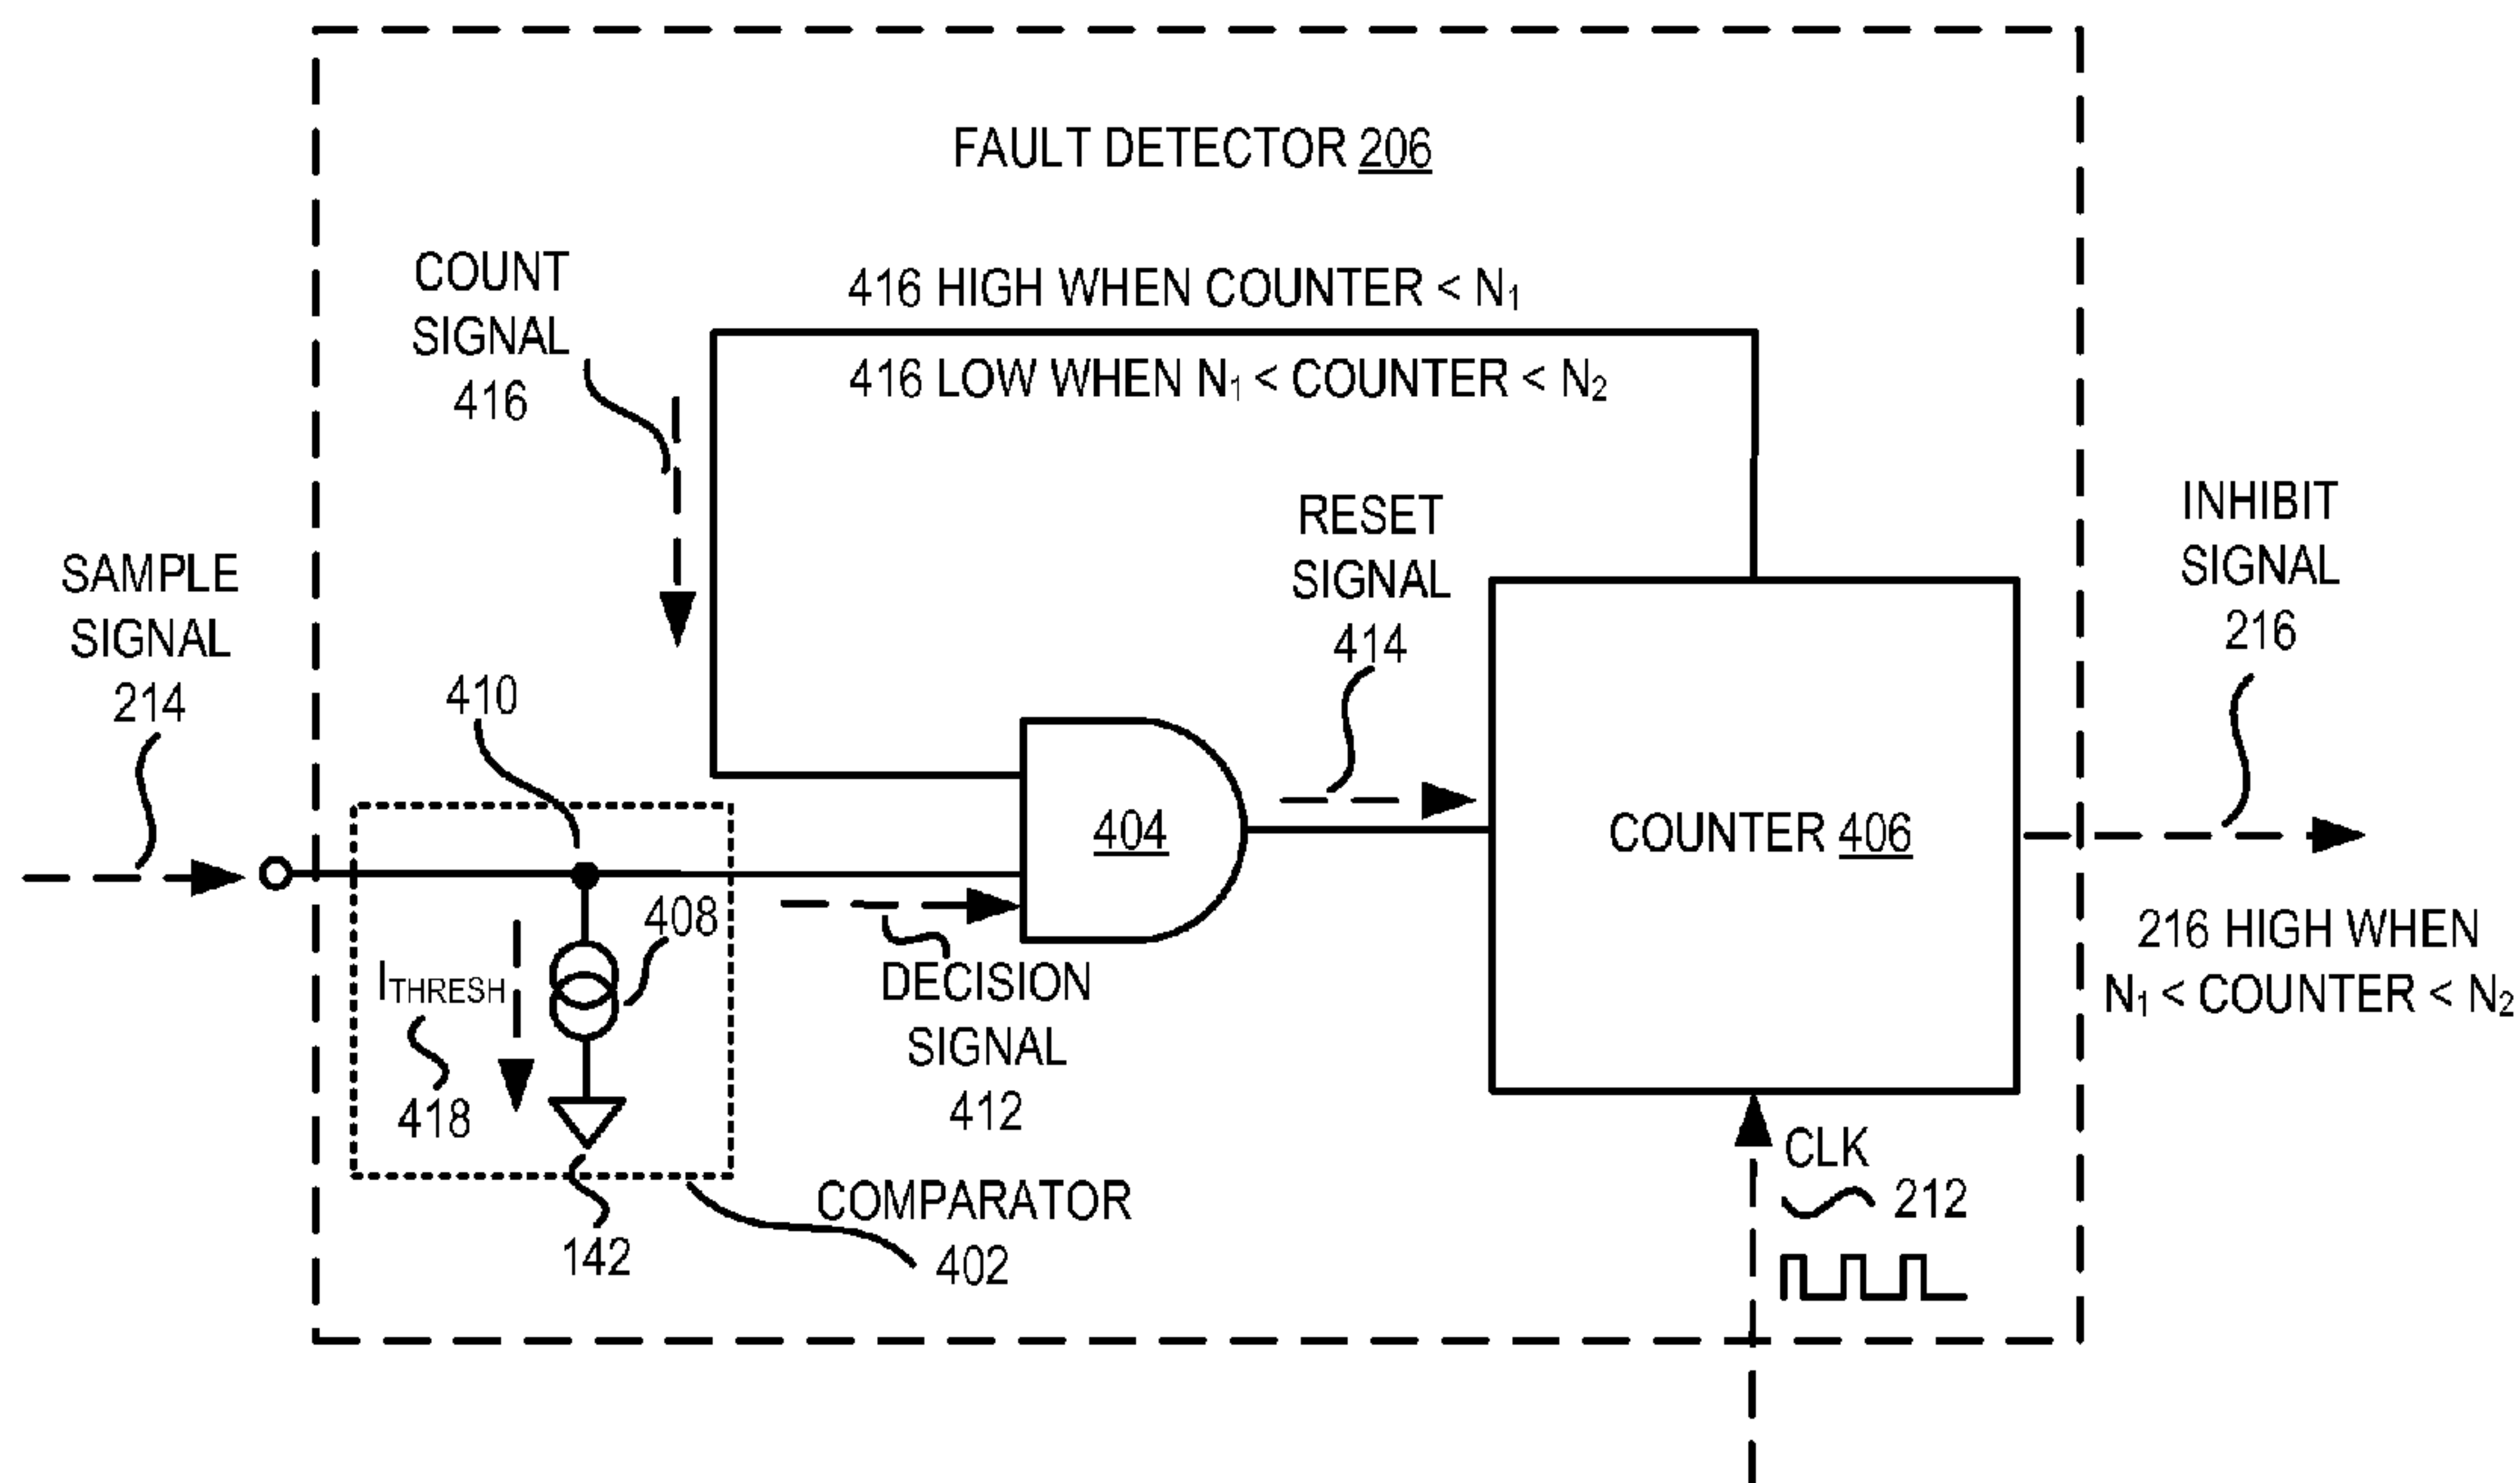 FAULT DETECTOR 206
COUNT
SIGNAL
416
416 HIGH WHEN COUNTER < N₁
416 LOW WHEN N₁ < COUNTER < N₂
SAMPLE
SIGNAL
214
RESET
SIGNAL
414
INHIBIT
SIGNAL
216
410
404
COUNTER 406
408
216 HIGH WHEN
N₁ < COUNTER < N₂
I_THRESH
418
DECISION
SIGNAL
412
142
COMPARATOR
402
CLK
212